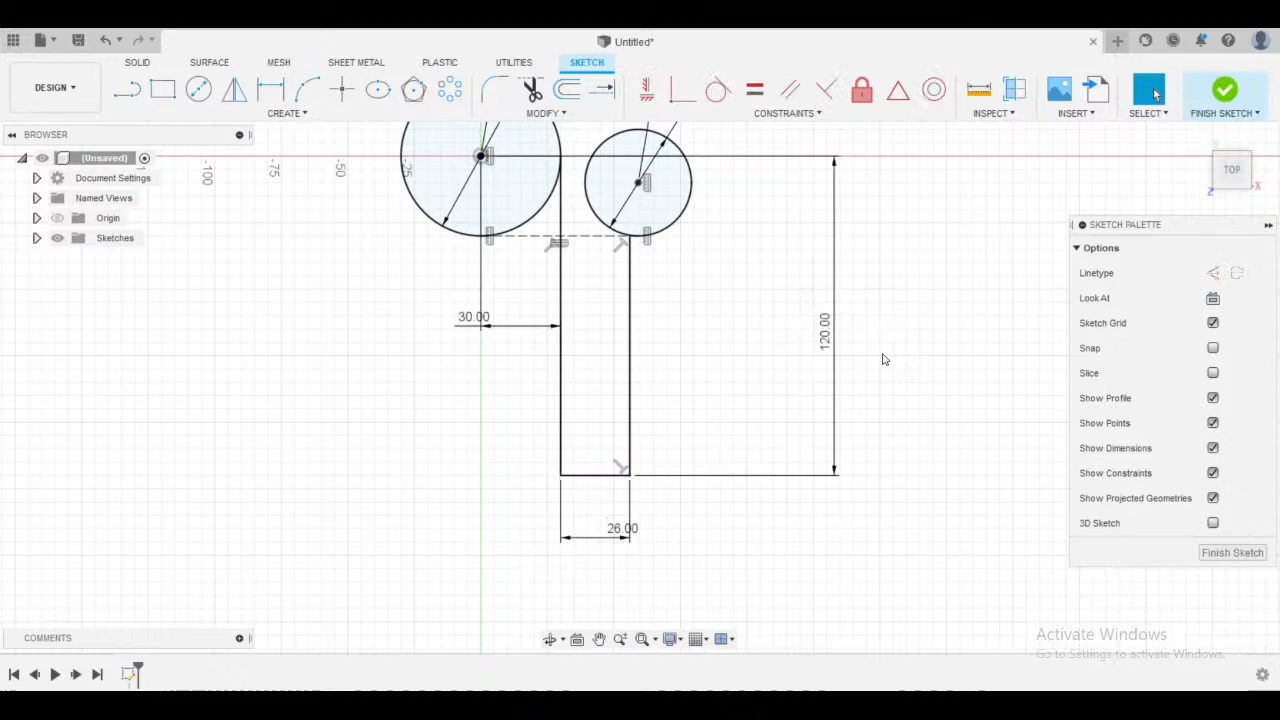 Untitled*
SOLID SURFACE MESH SHEET METAL PLASTIC UTILITIES SKETCH
DESIGN
CREATE MODIFY CONSTRAINTS INSPECT INSERT SELECT FINISH SKETCH
BROWSER
(Unsaved)
Document Settings
Named Views
Origin
Sketches
-100
-75
-50
-25
TOP
X
Z
SKETCH PALETTE
Options
Linetype
Look At
Sketch Grid
Snap
Slice
Show Profile
Show Points
Show Dimensions
Show Constraints
Show Projected Geometries
3D Sketch
Finish Sketch
30.00
120.00
26.00
COMMENTS
Activate Windows
Go to Settings to activate Windows.